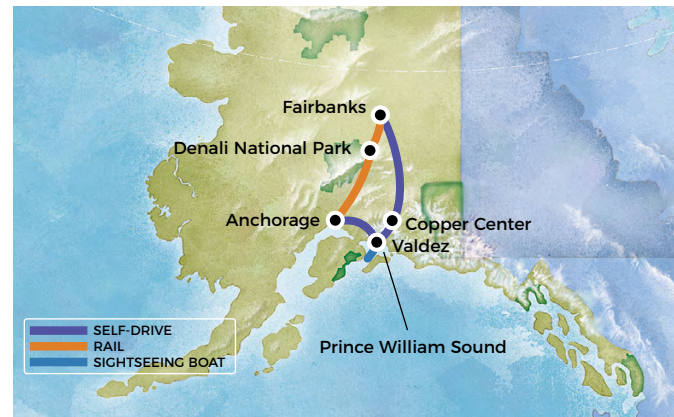 Fairbanks
Denali National Park
Anchorage
Copper Center
Valdez
Prince William Sound
SELF-DRIVE
RAIL
SIGHTSEEING BOAT